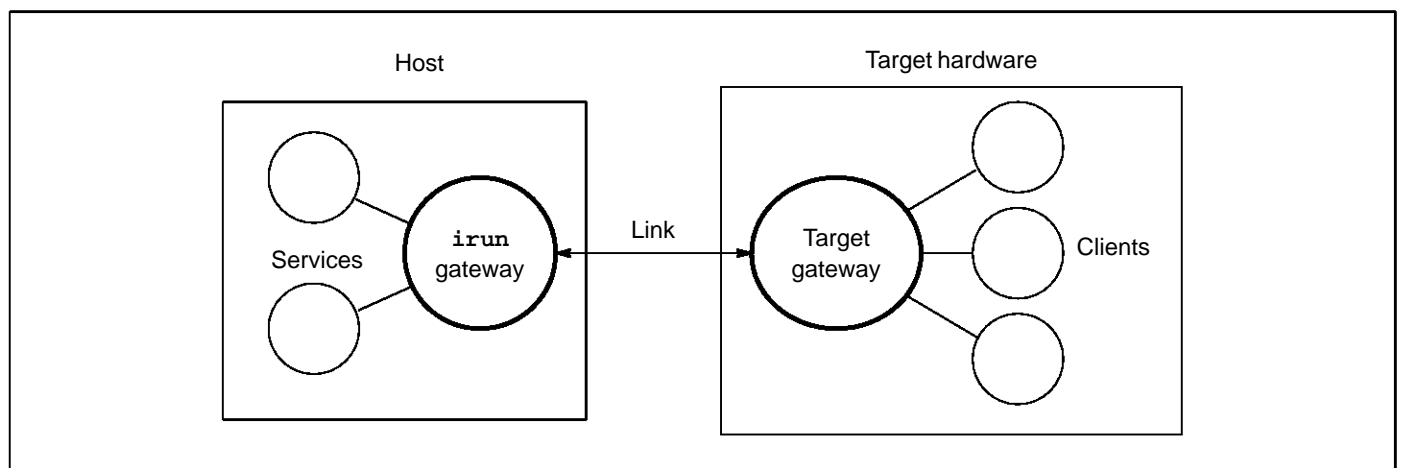 Host
Target hardware
Services
irun
gateway
Link
Target
gateway
Clients